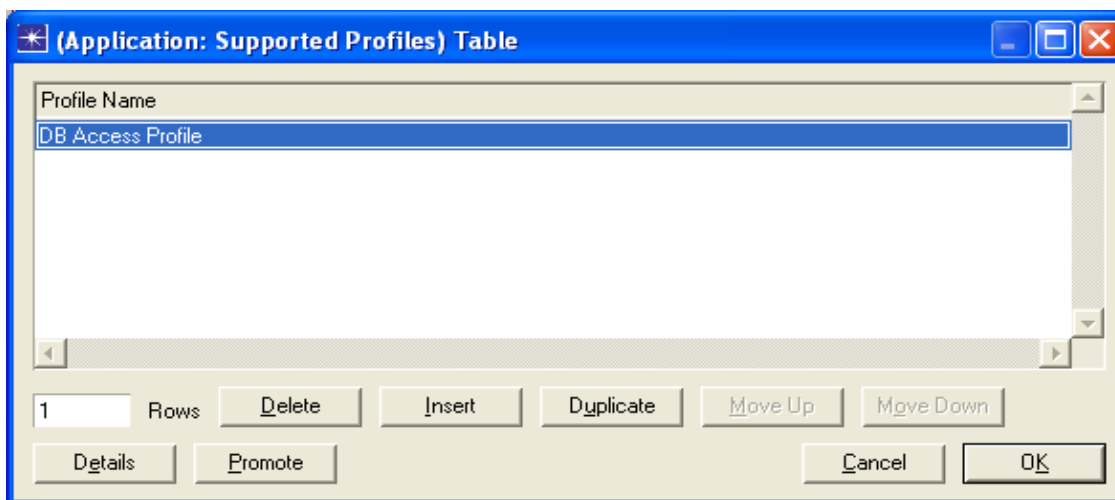 (Application: Supported Profiles) Table
Profile Name
DB Access Profile
1 Rows Delete Insert Duplicate Move Up Move Down
Details Promote Cancel OK